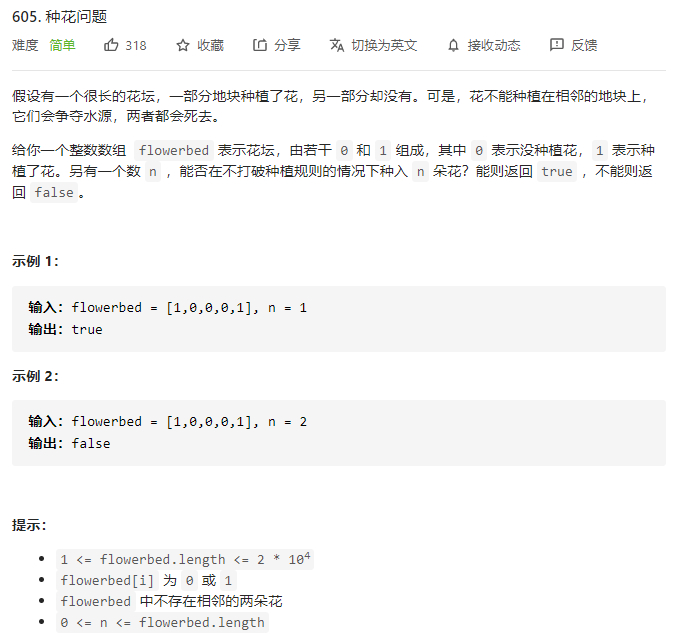 605. 种花问题
难度 简单 318 收藏 分享 切换为英文 接收动态 反馈
假设有一个很长的花坛，一部分地块种植了花，另一部分却没有。可是，花不能种植在相邻的地块上，
它们会争夺水源，两者都会死去。
给你一个整数数组 flowerbed 表示花坛，由若干 0 和 1 组成，其中 0 表示没种植花，1 表示种
植了花。另有一个数 n ，能否在不打破种植规则的情况下种入 n 朵花？能则返回 true ，不能则返
回 false 。
示例 1：
输入：flowerbed = [1,0,0,0,1], n = 1
输出：true
示例 2：
输入：flowerbed = [1,0,0,0,1], n = 2
输出：false
提示：
• 1 <= flowerbed.length <= 2 * 10⁴
• flowerbed[i] 为 0 或 1
• flowerbed 中不存在相邻的两朵花
• 0 <= n <= flowerbed.length